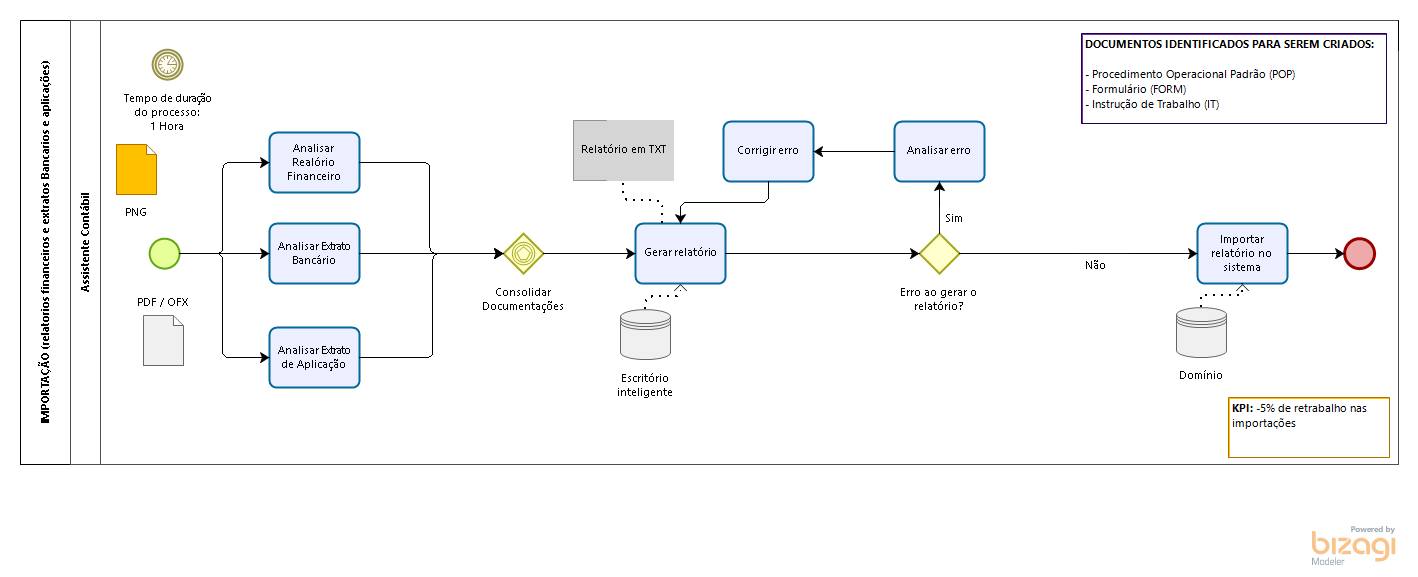 IMPORTAÇÃO (relatorios financeiros e extratos Bancarios e aplicações)
Assistente Contábil
Tempo de duração
do processo:
1 Hora
PNG
PDF / OFX
Analisar
Realório
Financeiro
Analisar Extrato
Bancário
Analisar Extrato
de Aplicação
Consolidar
Documentações
Relatório em TXT
Gerar relatório
Escritório
inteligente
Corrigir erro
Analisar erro
Sim
Erro ao gerar o
relatório?
Não
Importar
relatório no
sistema
Domínio
DOCUMENTOS IDENTIFICADOS PARA SEREM CRIADOS:
- Procedimento Operacional Padrão (POP)
- Formulário (FORM)
- Instrução de Trabalho (IT)
KPI: -5% de retrabalho nas
importações
Powered by
bizagi
Modeler